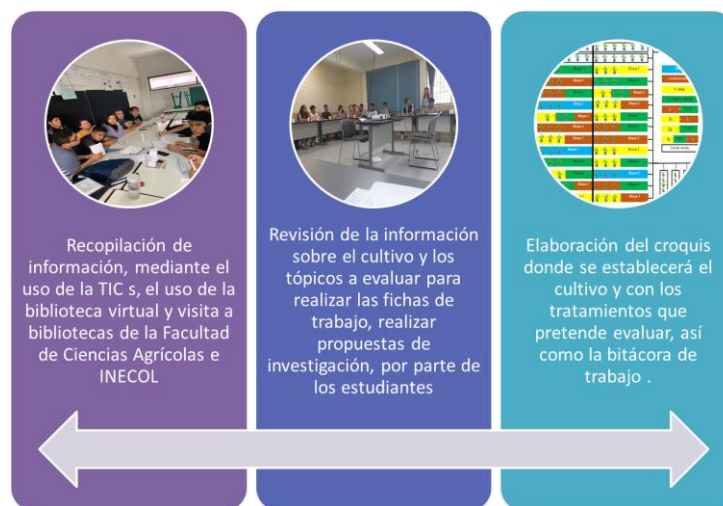 Recopilación de
información, mediante el
uso de la TIC s, el uso de la
biblioteca virtual y visita a
bibliotecas de la Facultad
de Ciencias Agrícolas e
INECOL
Revisión de la información
sobre el cultivo y los
tópicos a evaluar para
realizar las fichas de
trabajo, realizar
propuestas de
investigación, por parte de
los estudiantes
Elaboración del croquis
donde se establecerá el
cultivo y con los
tratamientos que
pretende evaluar, así
como la bitácora de
trabajo .